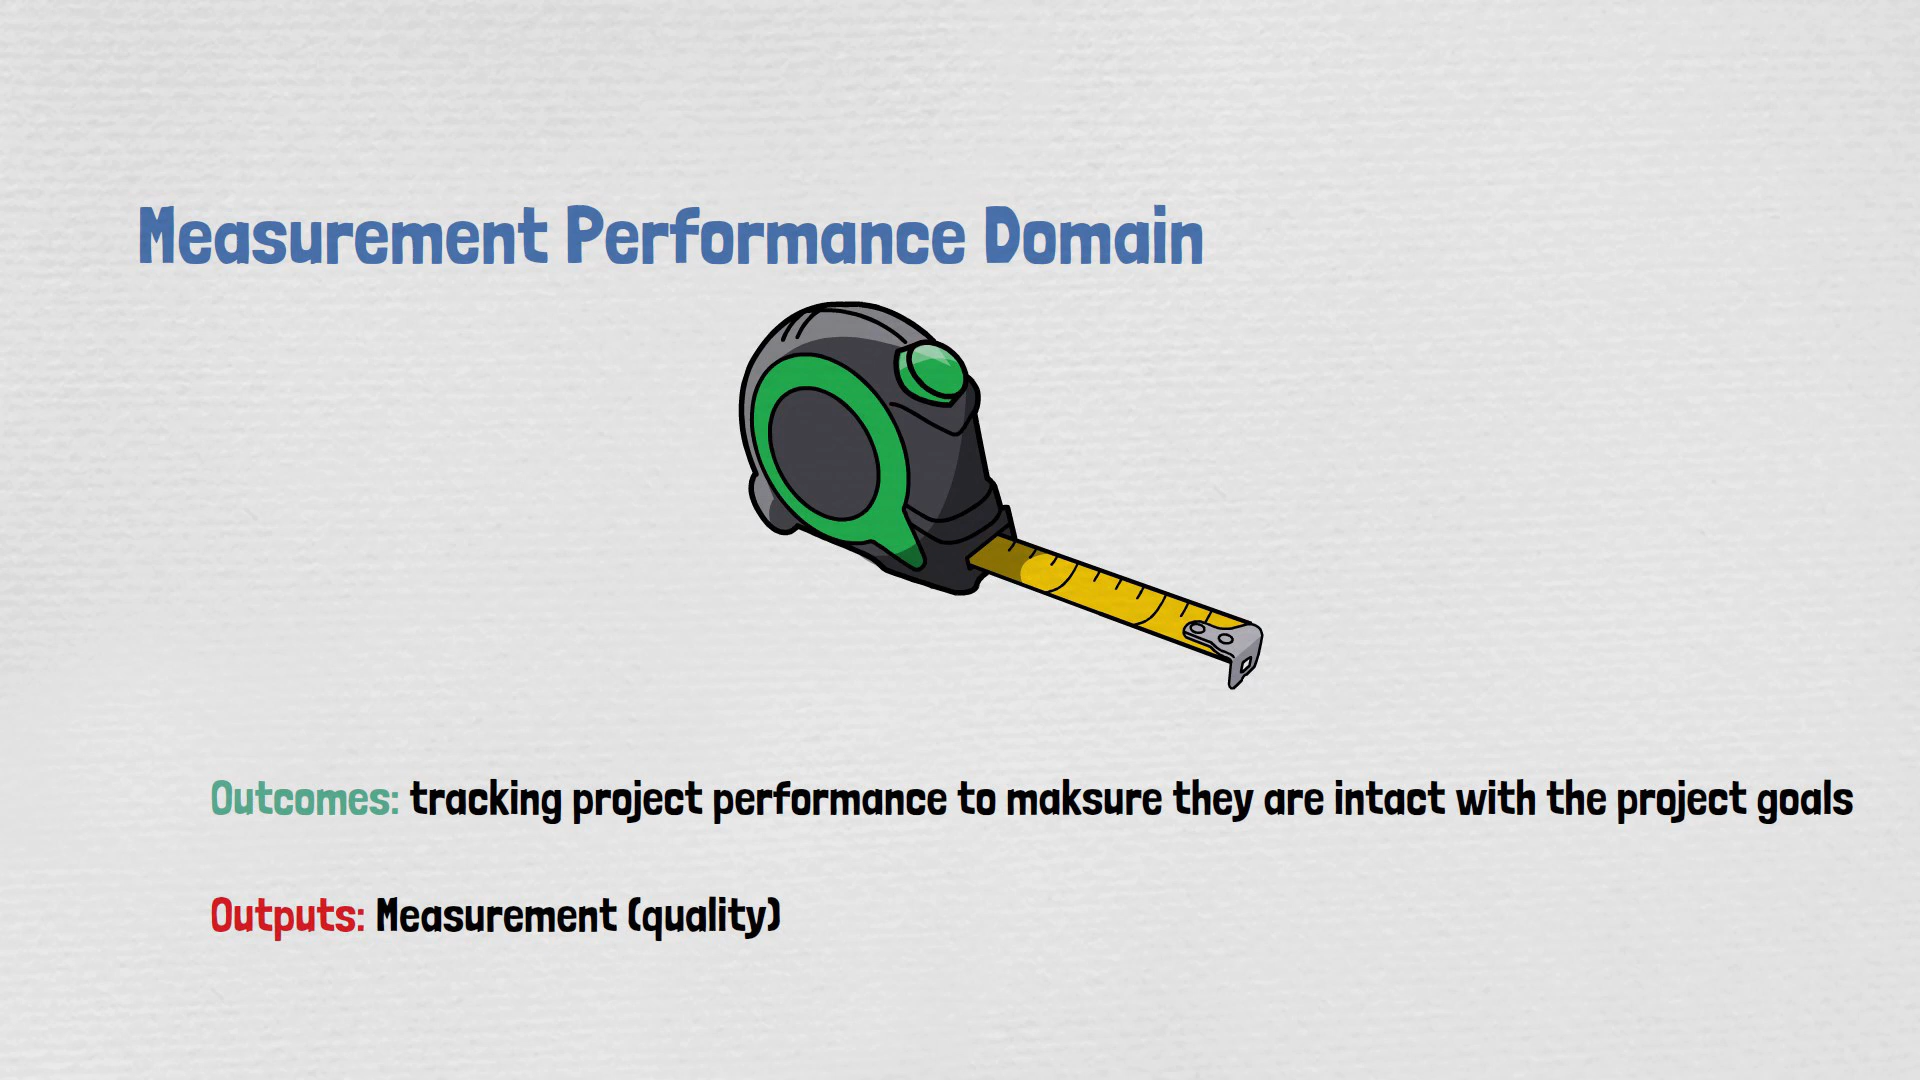 Measurement Performance Domain
Outcomes: tracking project performance to maksure they are intact with the project goals
Outputs: Measurement (quality)